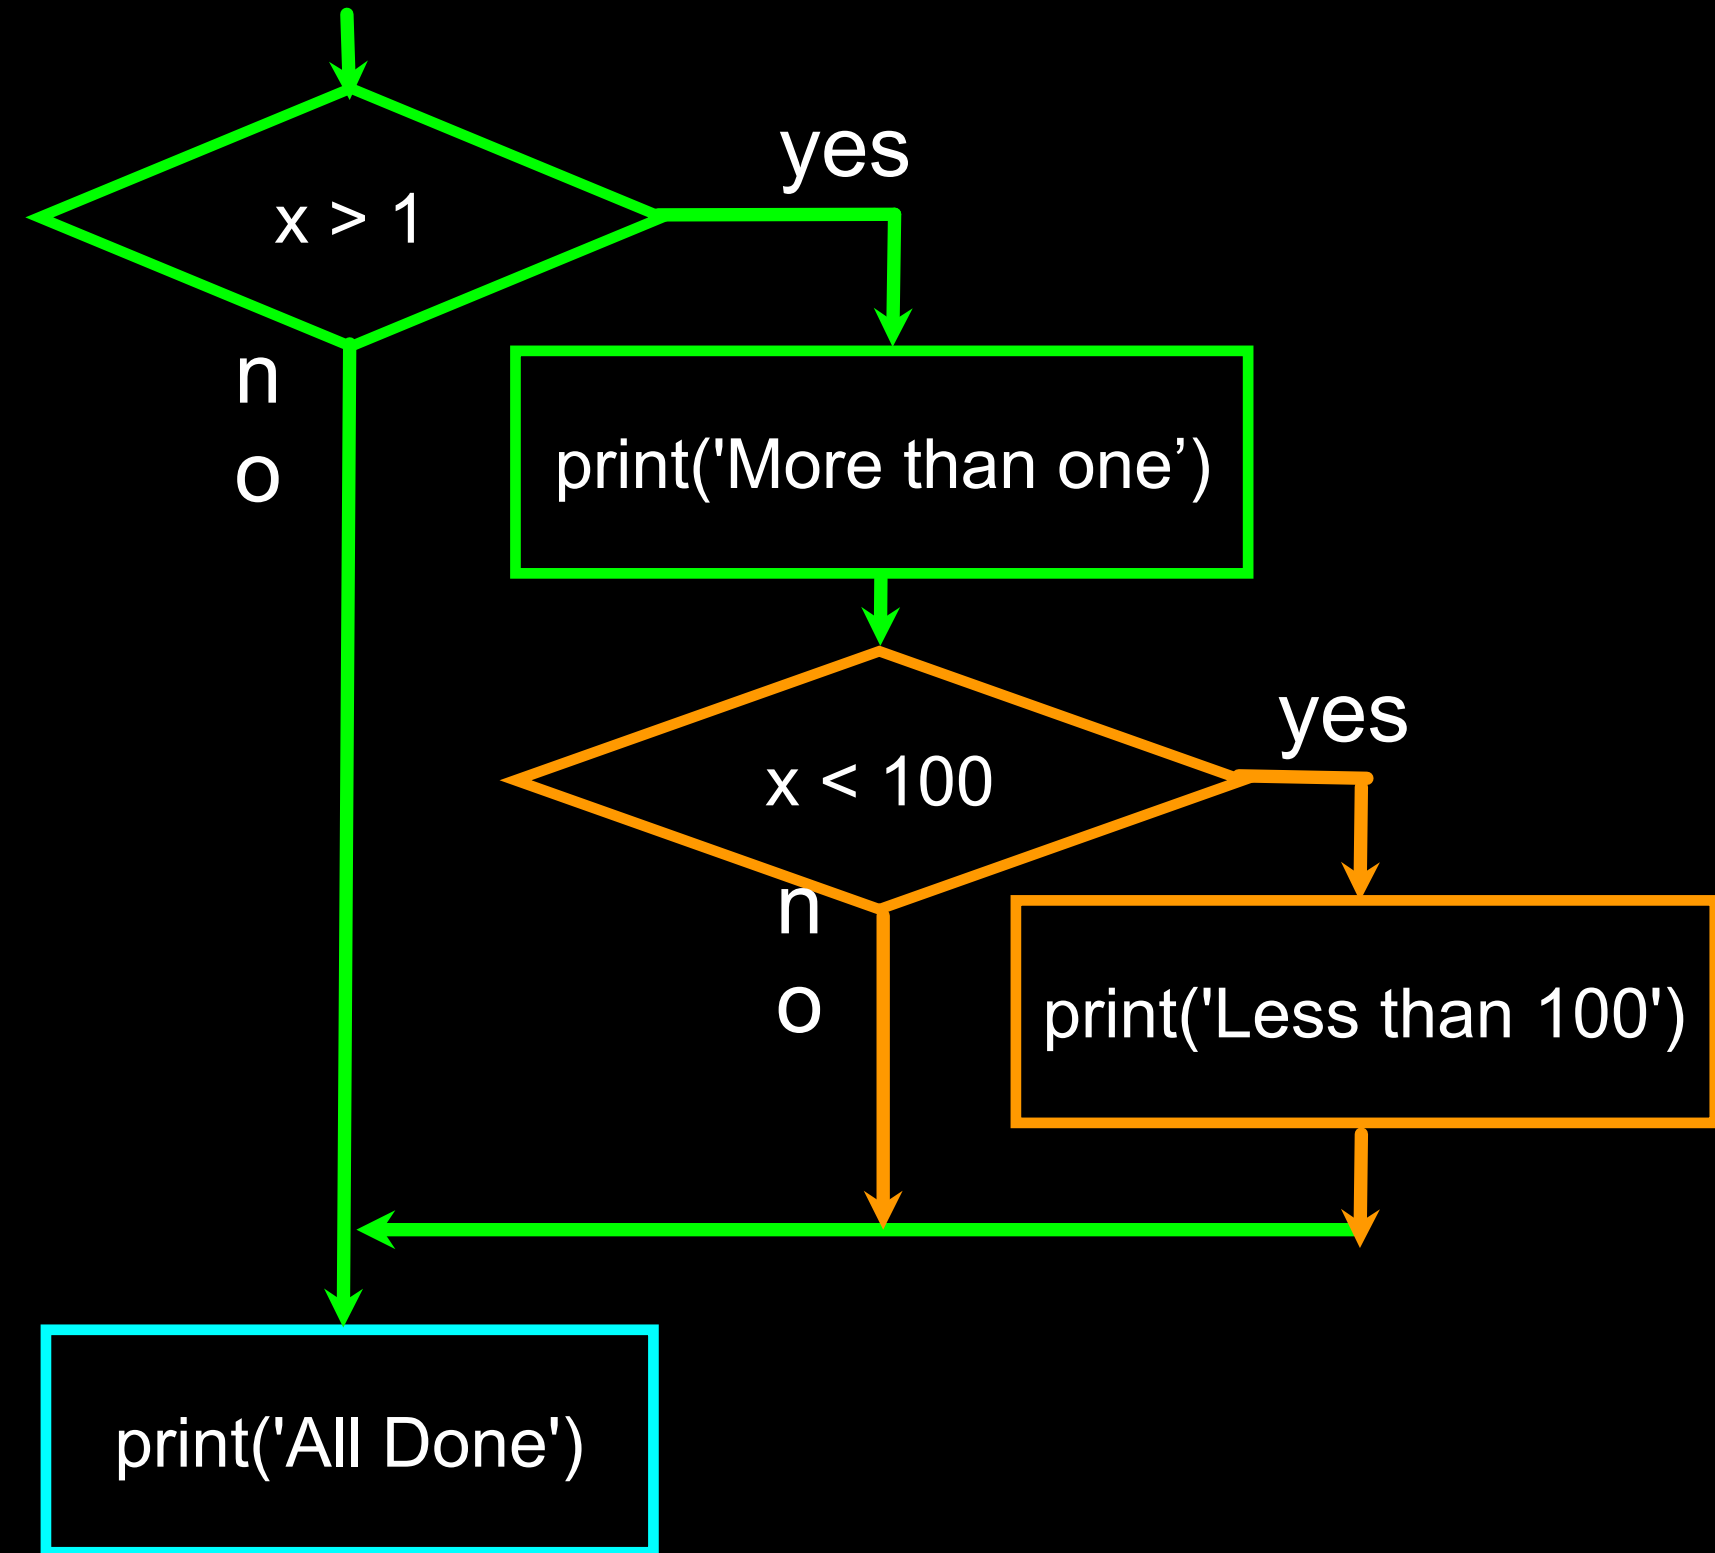 yes
x > 1
n
o
print('More than one’)
yes
x < 100
n
o
print('Less than 100')
print('All Done')